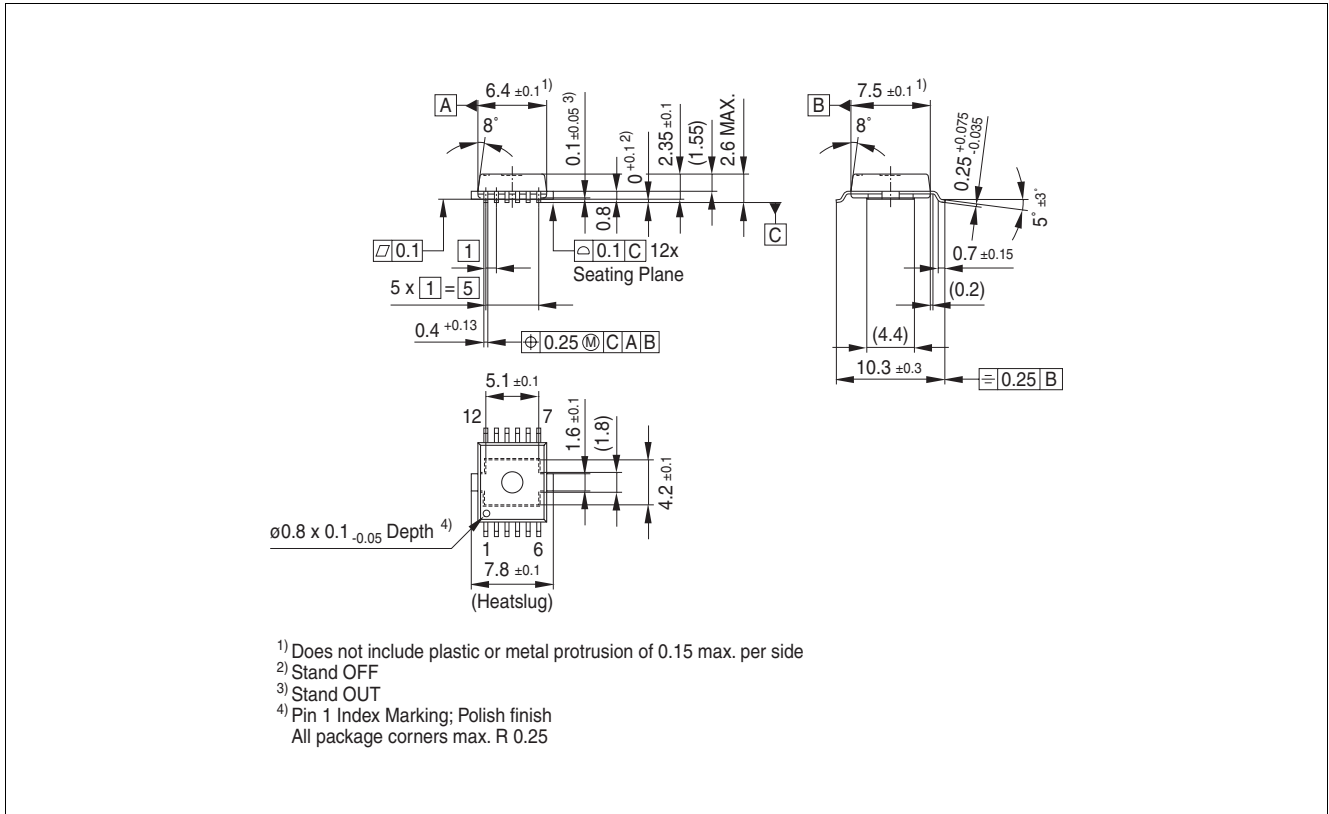 A
6.4 ±0.1 1)
8°
0.1±0.05 3)
0 +0.1 2)
2.35 ±0.1
(1.55)
2.6 MAX.
0.8
C
0.1
1
0.1 C 12x
Seating Plane
5 x 1 = 5
0.4 +0.13
0.25 Ⓜ C A B
B
7.5 ±0.1 1)
8°
0.25 +0.075 -0.035
5° ±3°
0.7 ±0.15
(0.2)
(4.4)
10.3 ±0.3
0.25 B
5.1 ±0.1
12
7
1.6 ±0.1
(1.8)
4.2 ±0.1
ø0.8 x 0.1 -0.05 Depth 4)
1
6
7.8 ±0.1
(Heatslug)
1) Does not include plastic or metal protrusion of 0.15 max. per side
2) Stand OFF
3) Stand OUT
4) Pin 1 Index Marking; Polish finish
All package corners max. R 0.25